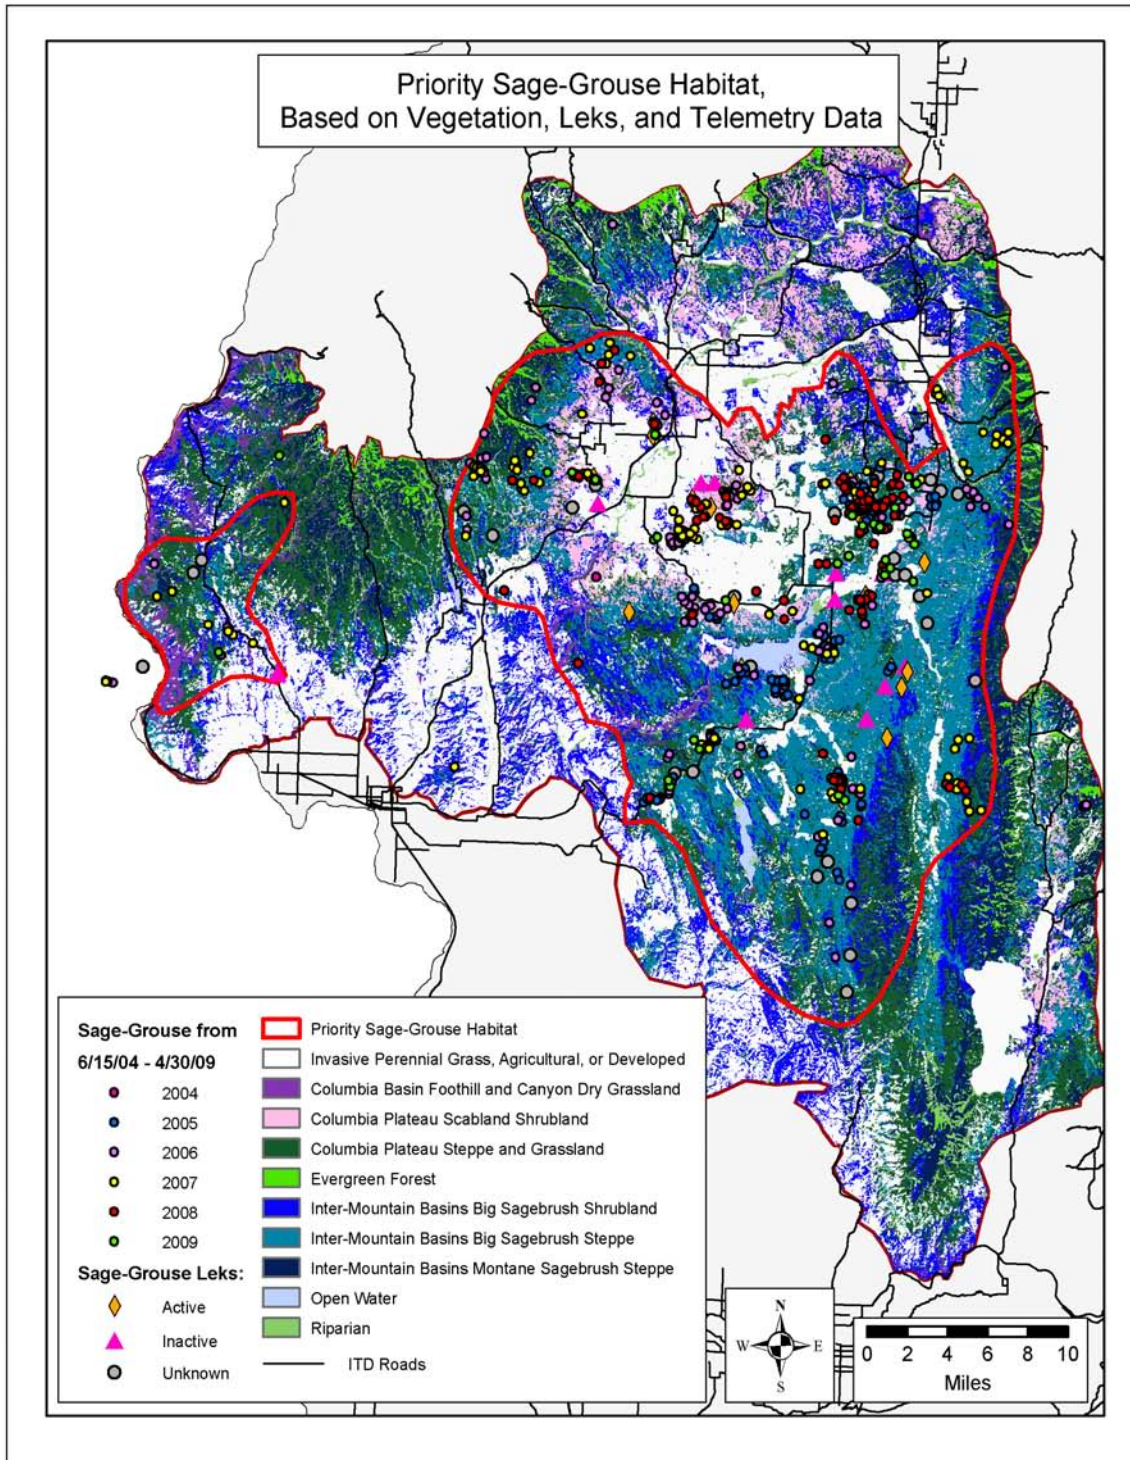 Priority Sage-Grouse Habitat,
Based on Vegetation, Leks, and Telemetry Data
Sage-Grouse from
6/15/04 - 4/30/09
2004
2005
2006
2007
2008
2009
Sage-Grouse Leks:
Active
Inactive
Unknown
Priority Sage-Grouse Habitat
Invasive Perennial Grass, Agricultural, or Developed
Columbia Basin Foothill and Canyon Dry Grassland
Columbia Plateau Scabland Shrubland
Columbia Plateau Steppe and Grassland
Evergreen Forest
Inter-Mountain Basins Big Sagebrush Shrubland
Inter-Mountain Basins Big Sagebrush Steppe
Inter-Mountain Basins Montane Sagebrush Steppe
Open Water
Riparian
ITD Roads
N
W E
S
0 2 4 6 8 10
Miles